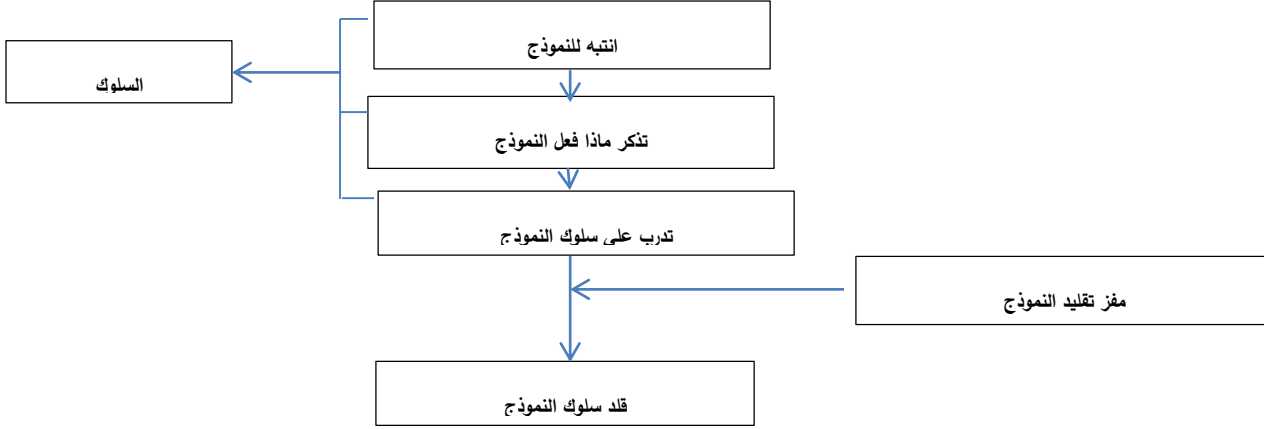 انتبه للنموذج
السلوك
تذكر ماذا فعل النموذج
تدرب على سلوك النموذج
مفز تقليد النموذج
قلد سلوك النموذج